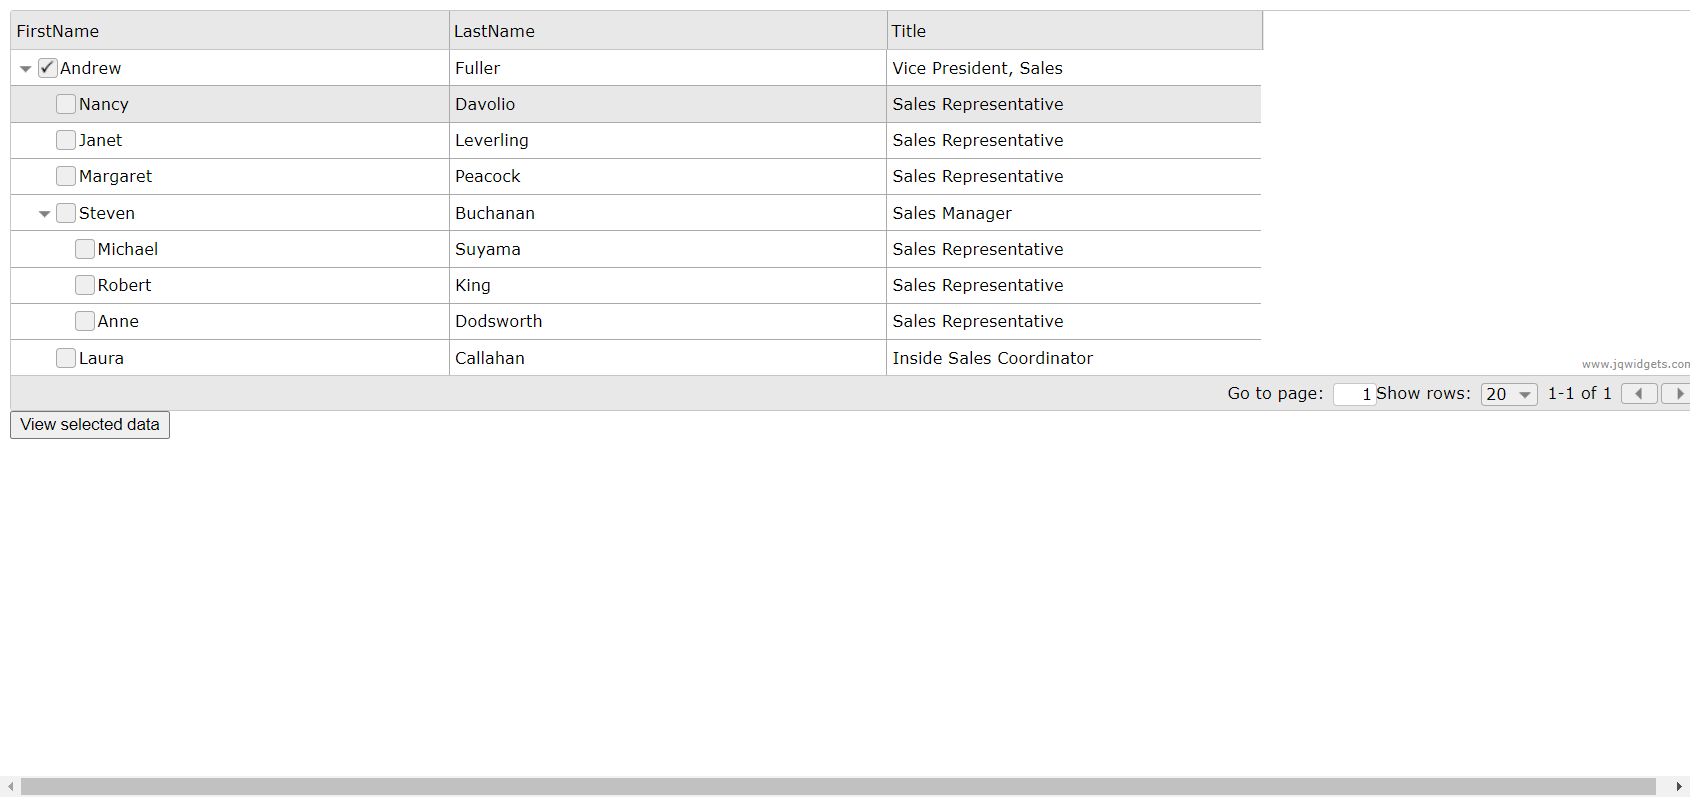 FirstName LastName Title
Andrew Fuller Vice President, Sales
Nancy Davolio Sales Representative
Janet Leverling Sales Representative
Margaret Peacock Sales Representative
Steven Buchanan Sales Manager
Michael Suyama Sales Representative
Robert King Sales Representative
Anne Dodsworth Sales Representative
Laura Callahan Inside Sales Coordinator
www.jqwidgets.com
Go to page: 1 Show rows: 20 1-1 of 1
View selected data